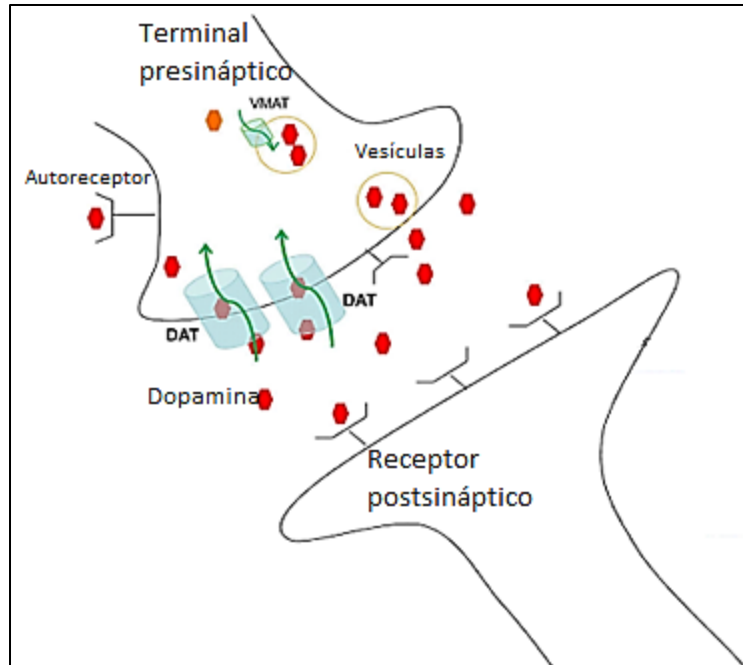 Terminal
presináptico
VMAT
Vesículas
Autoreceptor
DAT
DAT
Dopamina
Receptor
postsináptico